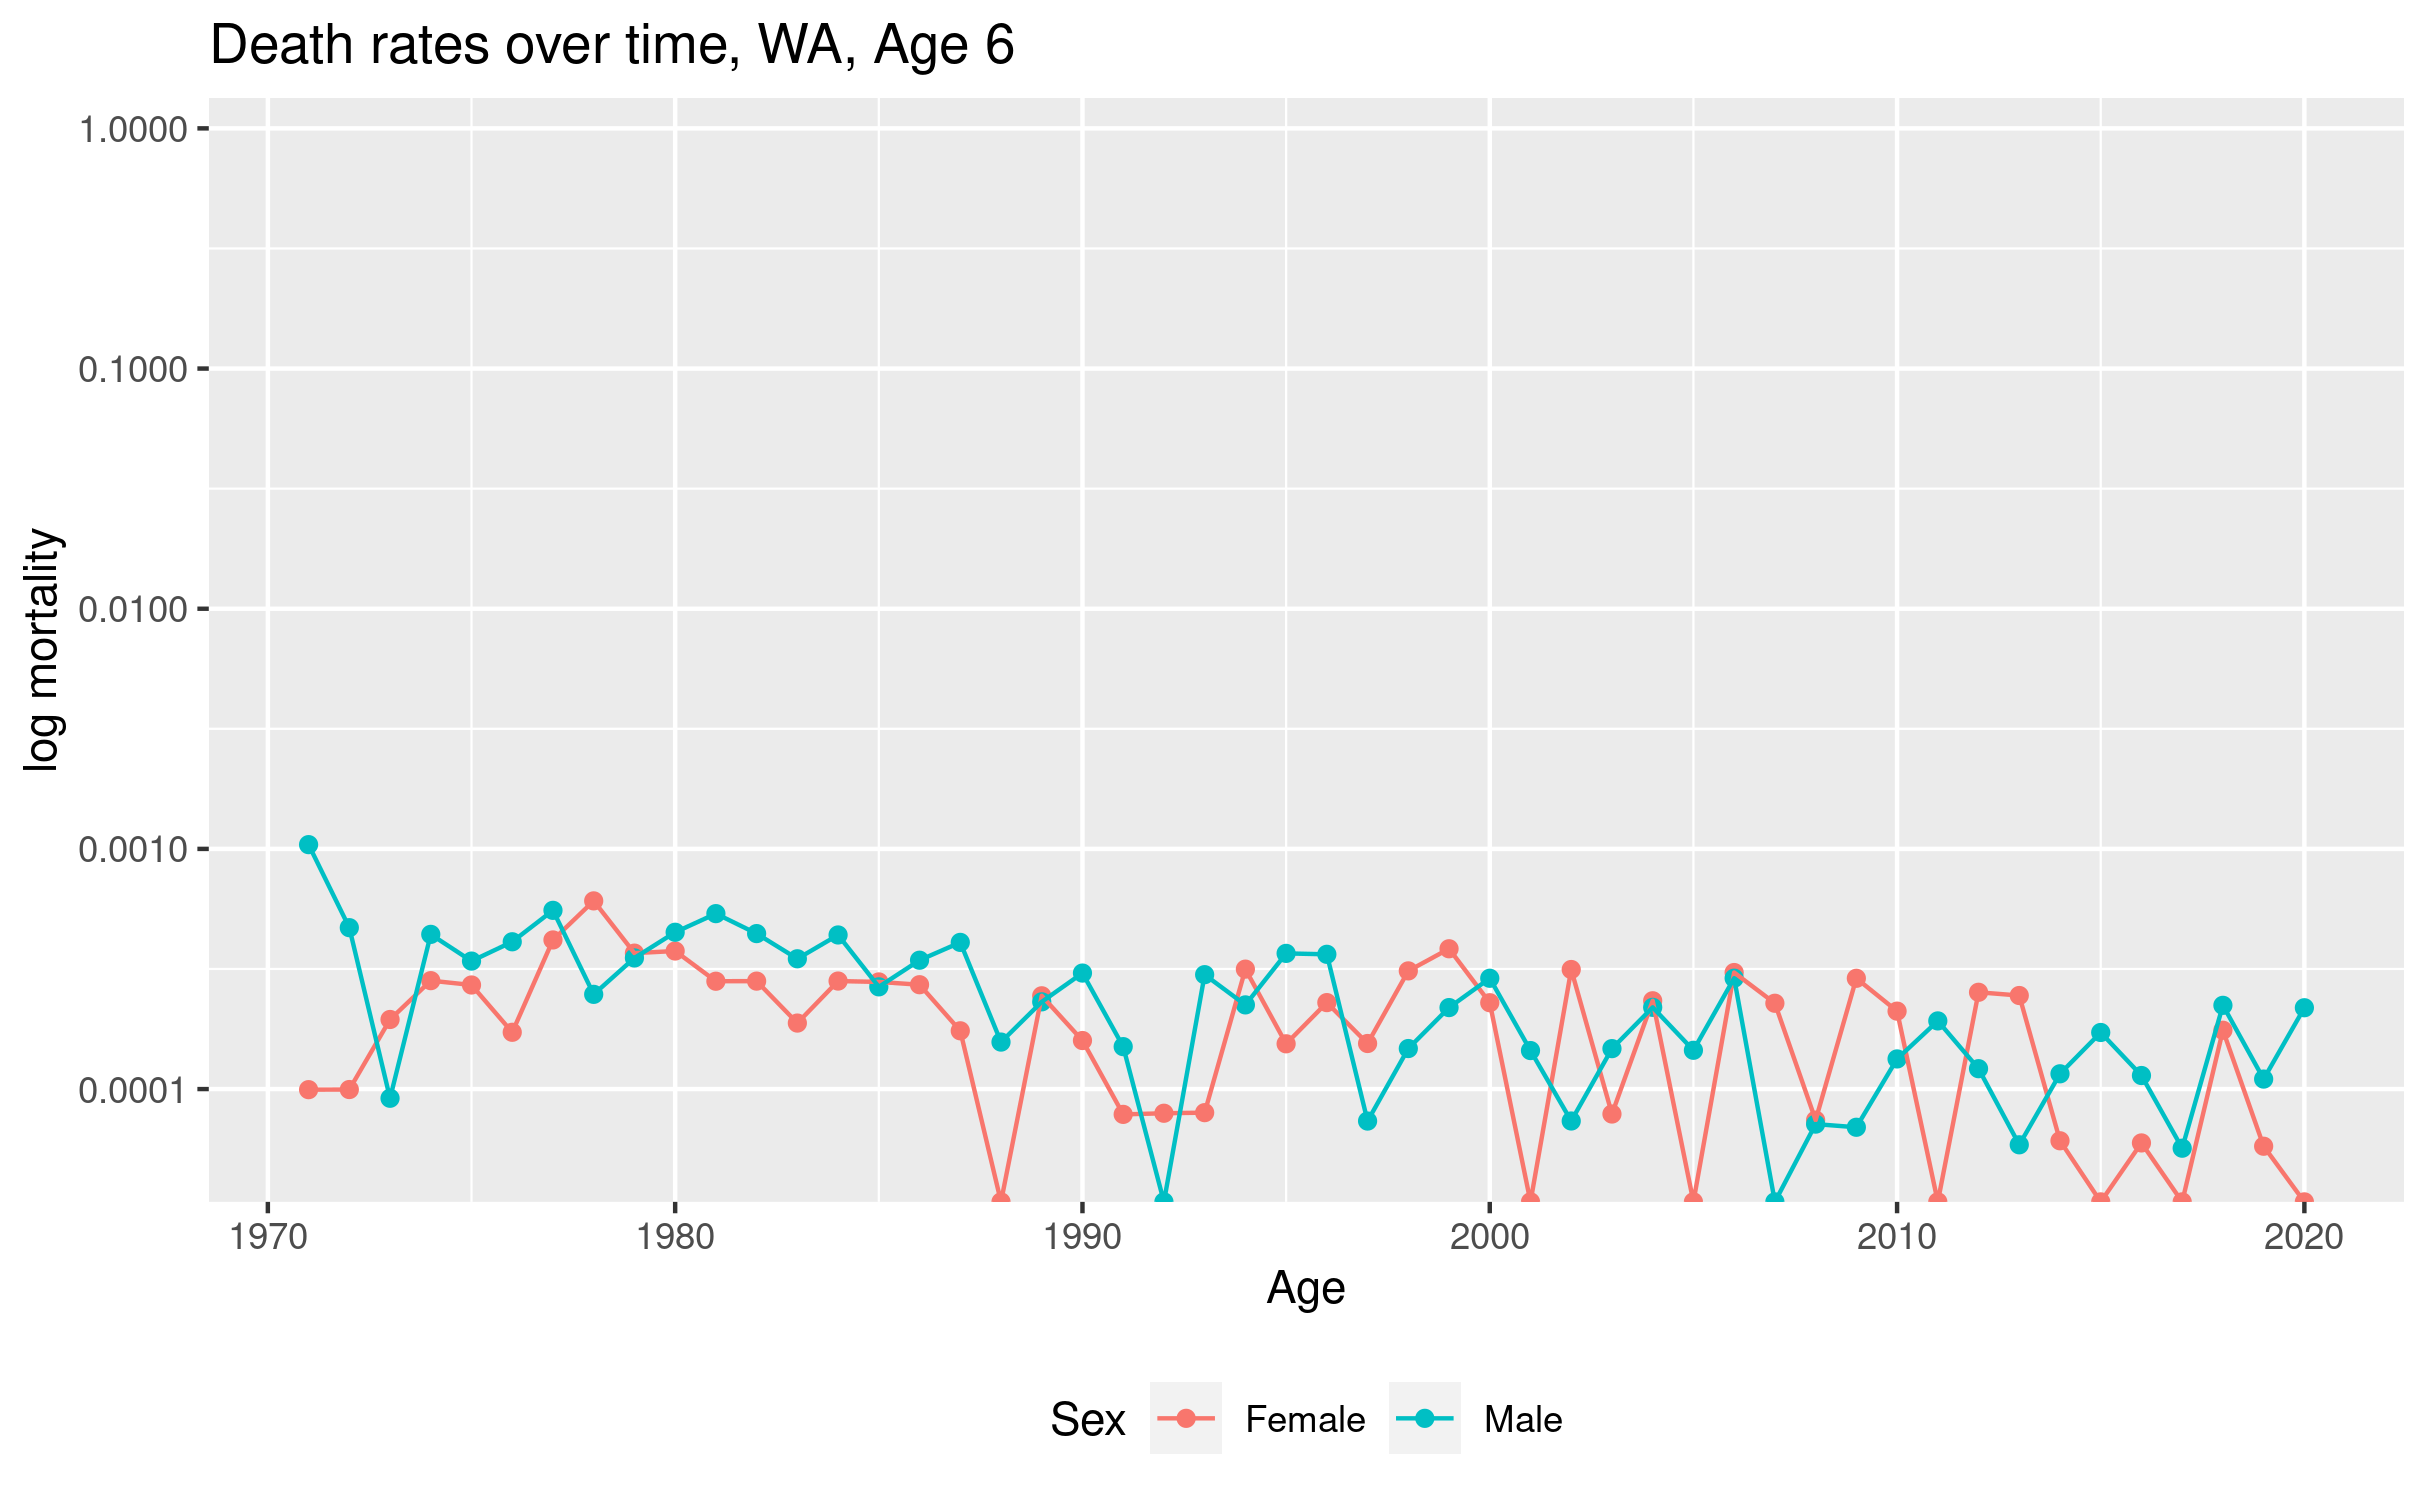 Death rates over time, WA, Age 6
log mortality
1.0000
0.1000
0.0100
0.0010
0.0001
1970 1980 1990 2000 2010 2020
Age
Sex Female Male